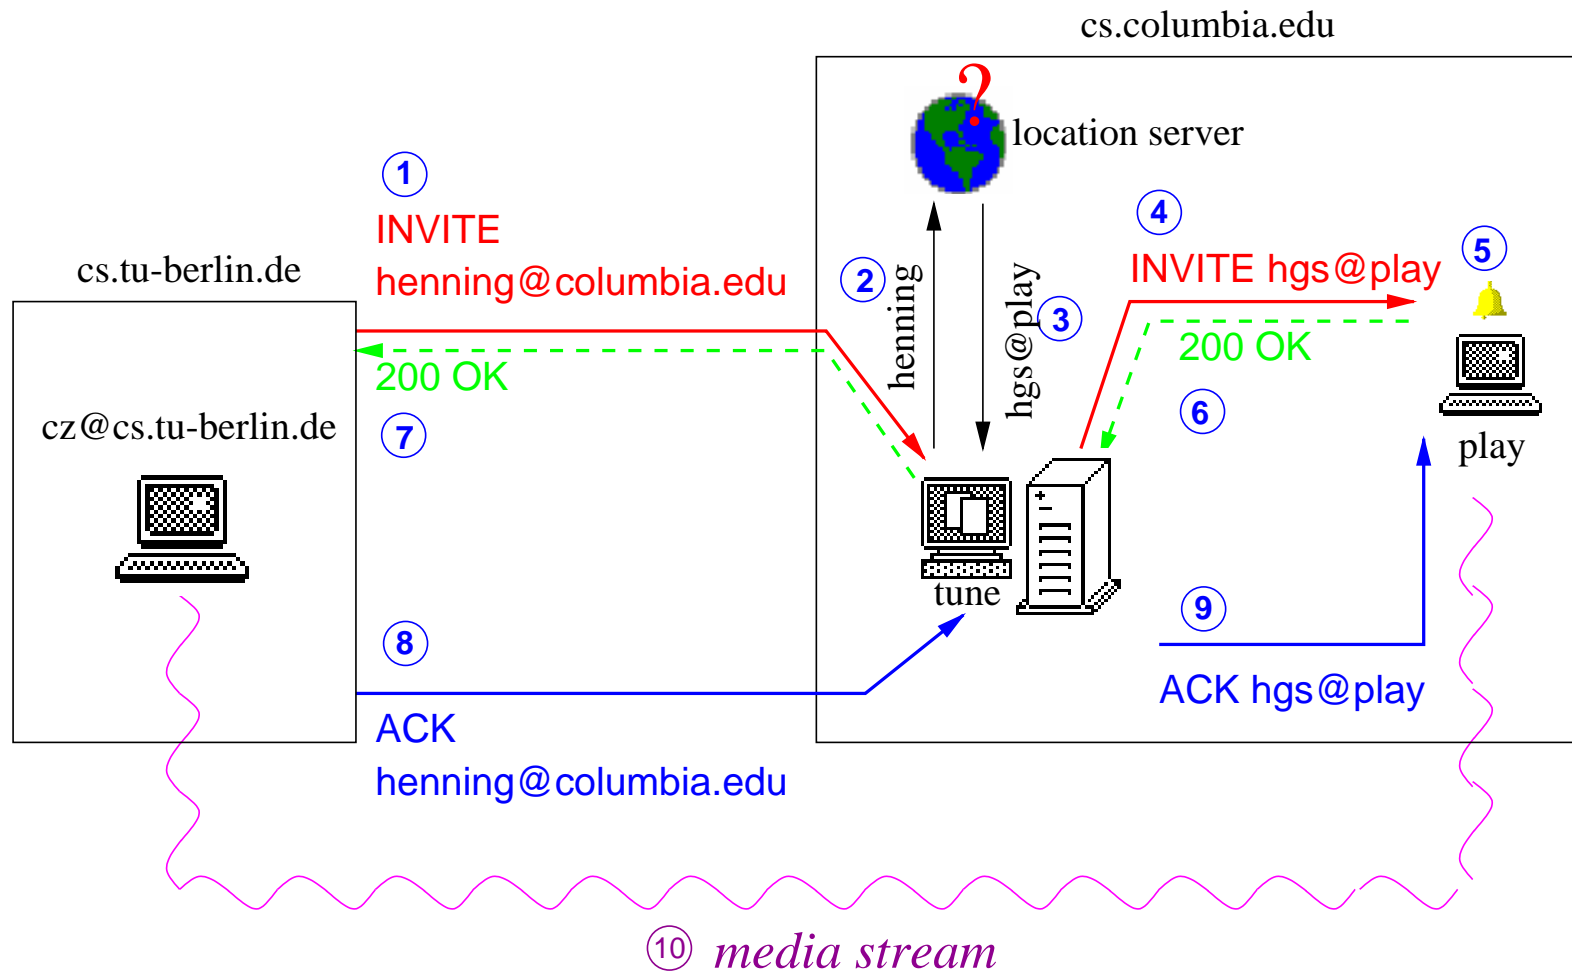 cs.columbia.edu
?
location server
1
INVITE
henning@columbia.edu
cs.tu-berlin.de
2
henning
hgs@play
3
4
INVITE hgs@play
5
200 OK
200 OK
6
7
cz@cs.tu-berlin.de
play
tune
8
9
ACK
henning@columbia.edu
ACK hgs@play
10 media stream